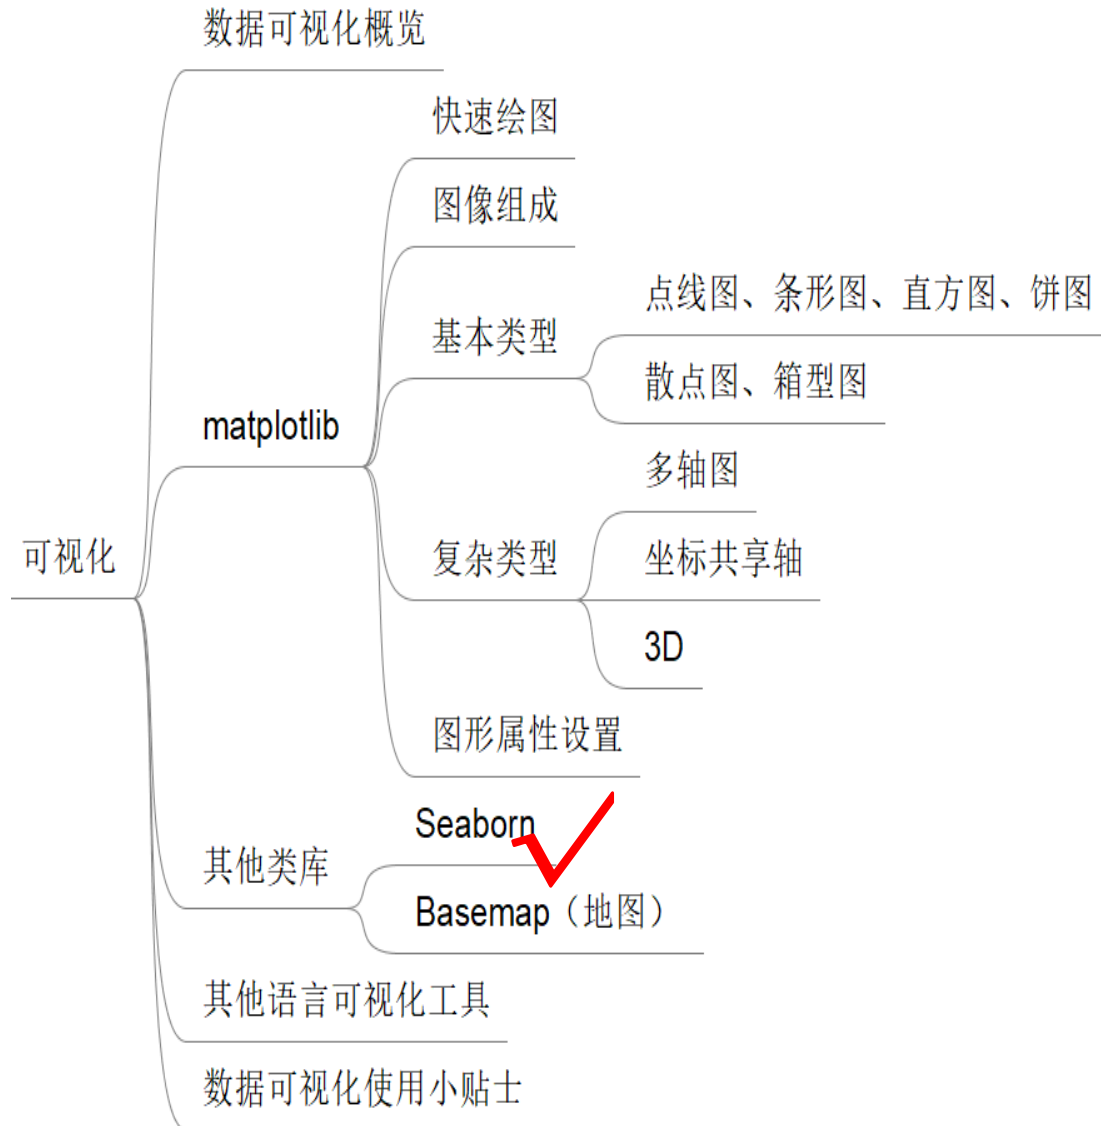 数据可视化概览
快速绘图
图像组成
点线图、条形图、直方图、饼图
基本类型
散点图、箱型图
matplotlib
多轴图
可视化
复杂类型
坐标共享轴
3D
图形属性设置
Seaborn
其他类库
Basemap（地图）
其他语言可视化工具
数据可视化使用小贴士